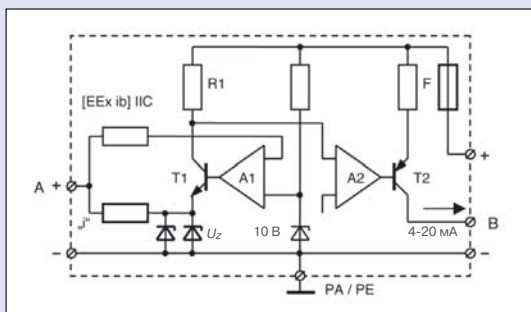 R1
F
[EEx ib] IIC
+
A +
T1
A1
A2
T2
„i“
B
Uz
10 В
4-20 мА
–
–
PA / PE